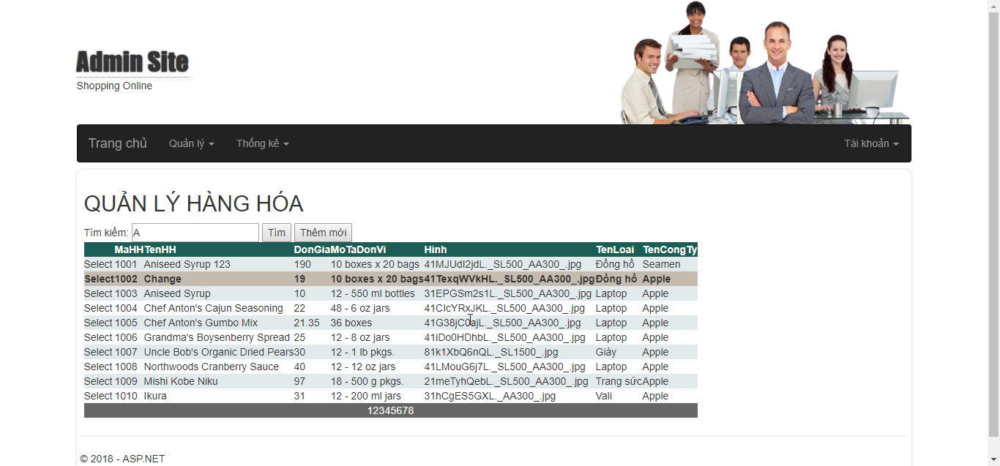 Admin Site
Shopping Online
Trang chủ Quản lý Thống kê Tài khoản
QUẢN LÝ HÀNG HÓA
Tìm kiếm: A Tìm Thêm mới
MaHH TenHH DonGia MoTaDonVi Hinh TenLoai TenCongTy
Select 1001 Aniseed Syrup 123 190 10 boxes x 20 bags 41MJUdI2jdL._SL500_AA300_.jpg Đồng hồ Seamen
Select 1002 Change 19 10 boxes x 20 bags 41TexqWVkHL._SL500_AA300_.jpg Đồng hồ Apple
Select 1003 Aniseed Syrup 10 12 - 550 ml bottles 31EPGSm2s1L._SL500_AA300_.jpg Laptop Apple
Select 1004 Chef Anton's Cajun Seasoning 22 48 - 6 oz jars 41CIcYRxJKL._SL500_AA300_.jpg Laptop Apple
Select 1005 Chef Anton's Gumbo Mix 21.35 36 boxes 41G38jC0ajL._SL500_AA300_.jpg Laptop Apple
Select 1006 Grandma's Boysenberry Spread 25 12 - 8 oz jars 41iDo0HDhbL._SL500_AA300_.jpg Laptop Apple
Select 1007 Uncle Bob's Organic Dried Pears 30 12 - 1 lb pkgs. 81k1XbQ6nQL._SL1500_.jpg Giày Apple
Select 1008 Northwoods Cranberry Sauce 40 12 - 12 oz jars 41LMouG6j7L._SL500_AA300_.jpg Laptop Apple
Select 1009 Mishi Kobe Niku 97 18 - 500 g pkgs. 21meTyhQebL._SL500_AA300_.jpg Trang sức Apple
Select 1010 Ikura 31 12 - 200 ml jars 31hCgES5GXL._AA300_.jpg Vali Apple
12345678
© 2018 - ASP.NET